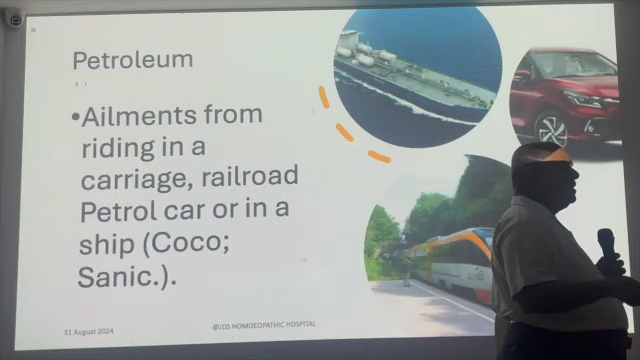 Petroleum
•Ailments from
riding in a
carriage, railroad
Petrol car or in a
ship (Coco;
Sanic.).
31 August 2024
@JDS HOMOEOPATHIC HOSPITAL